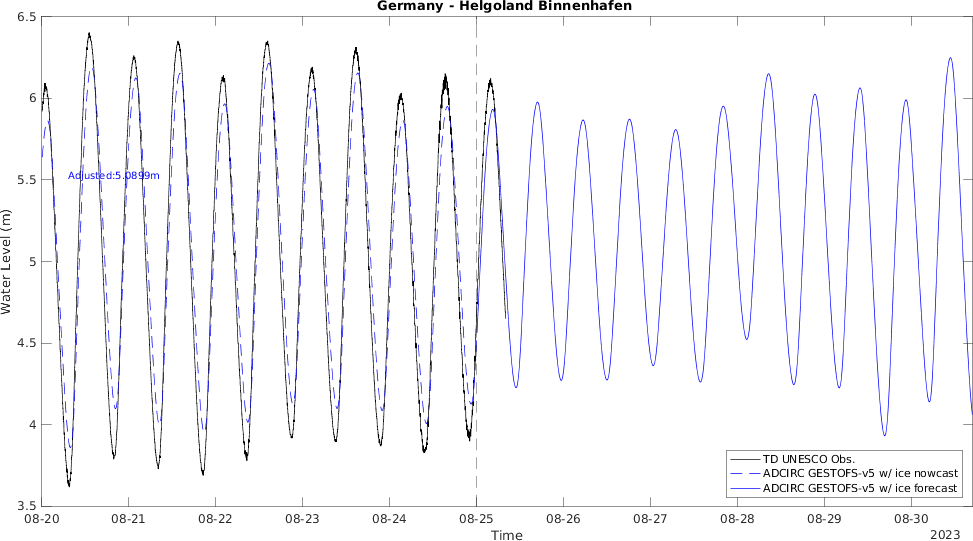 Germany - Helgoland Binnenhafen
6.5
6
5.5
5
4.5
4
3.5
Water Level (m)
Adjusted:5.0899m
TD UNESCO Obs.
ADCIRC GESTOFS-v5 w/ ice nowcast
ADCIRC GESTOFS-v5 w/ ice forecast
08-20 08-21 08-22 08-23 08-24 08-25 08-26 08-27 08-28 08-29 08-30
Time
2023